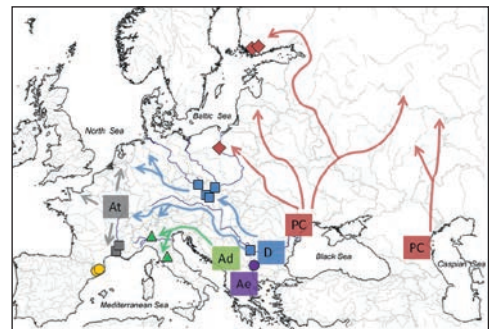 Baltic Sea
North Sea
At
PC
D
PC
Ad
Black Sea
Caspian Sea
Ae
Mediterranean Sea